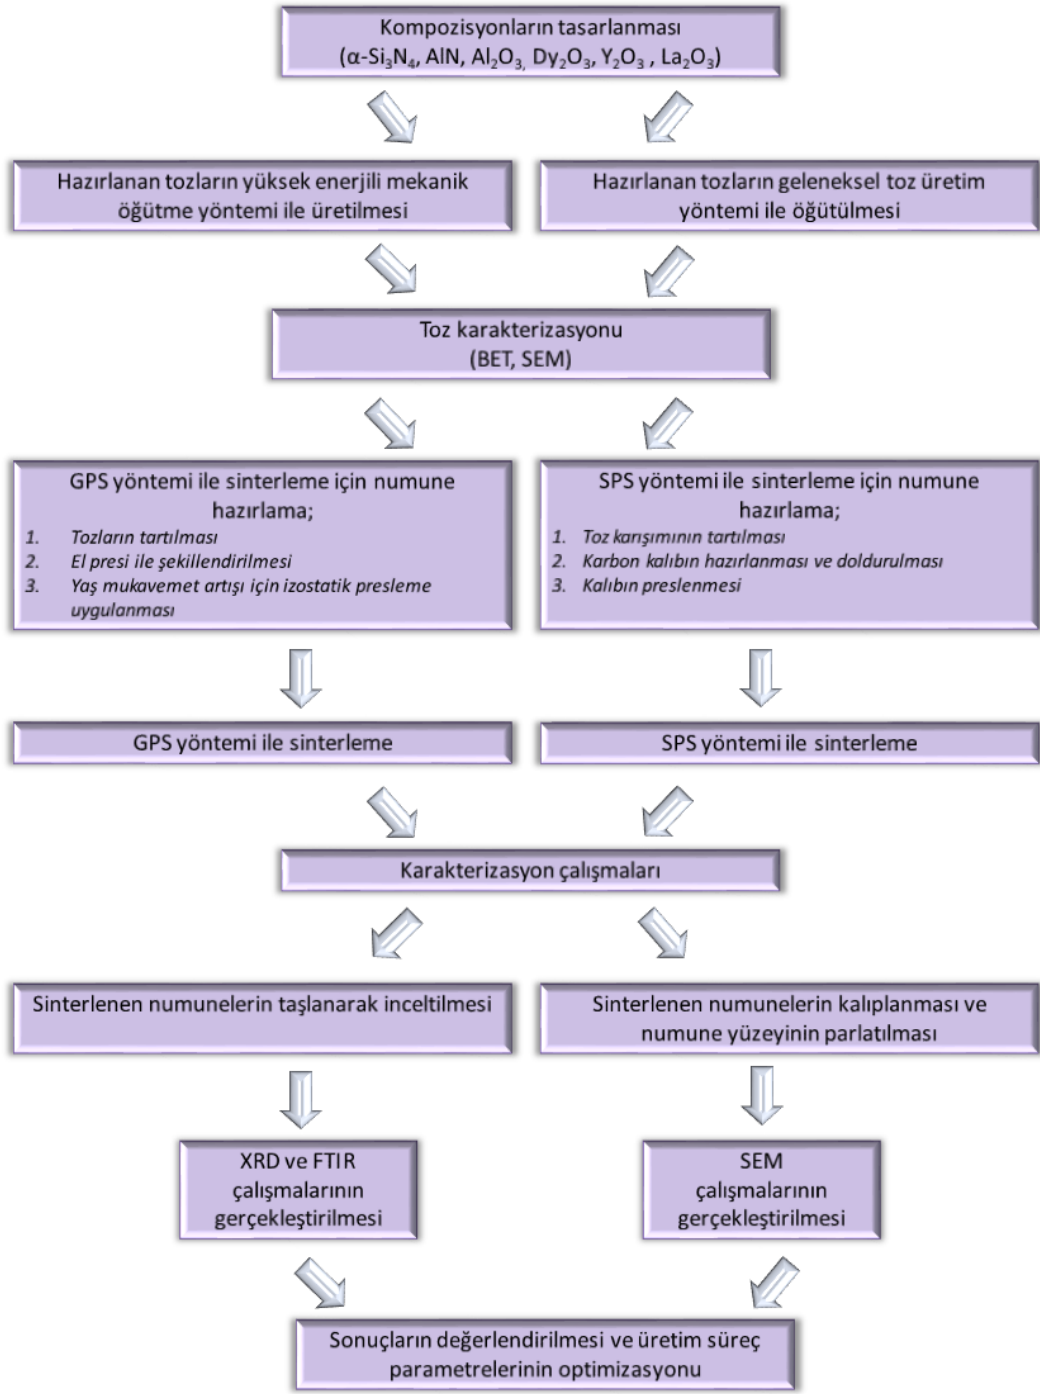 Kompozisyonların tasarlanması
(α-Si₃N₄, AlN, Al₂O₃, Dy₂O₃, Y₂O₃ , La₂O₃)
Hazırlanan tozların yüksek enerjili mekanik
öğütme yöntemi ile üretilmesi
Hazırlanan tozların geleneksel toz üretim
yöntemi ile öğütülmesi
Toz karakterizasyonu
(BET, SEM)
GPS yöntemi ile sinterleme için numune
hazırlama;
1. Tozların tartılması
2. El presi ile şekillendirilmesi
3. Yaş mukavemet artışı için izostatik presleme
uygulanması
SPS yöntemi ile sinterleme için numune
hazırlama;
1. Toz karışımının tartılması
2. Karbon kalıbın hazırlanması ve doldurulması
3. Kalıbın preslenmesi
GPS yöntemi ile sinterleme
SPS yöntemi ile sinterleme
Karakterizasyon çalışmaları
Sinterlenen numunelerin taşlanarak inceltilmesi
Sinterlenen numunelerin kalıplanması ve
numune yüzeyinin parlatılması
XRD ve FTIR
çalışmalarının
gerçekleştirilmesi
SEM
çalışmalarının
gerçekleştirilmesi
Sonuçların değerlendirilmesi ve üretim süreç
parametrelerinin optimizasyonu